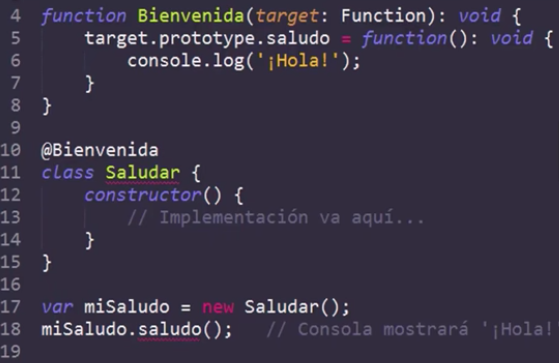 4 function Bienvenida(target: Function): void {
5 target.prototype.saludo = function(): void {
6 console.log('¡Hola!');
7 }
8 }
9
10 @Bienvenida
11 class Saludar {
12 constructor() {
13 // Implementación va aquí...
14 }
15 }
16
17 var miSaludo = new Saludar();
18 miSaludo.saludo(); // Consola mostrará '¡Hola!
19